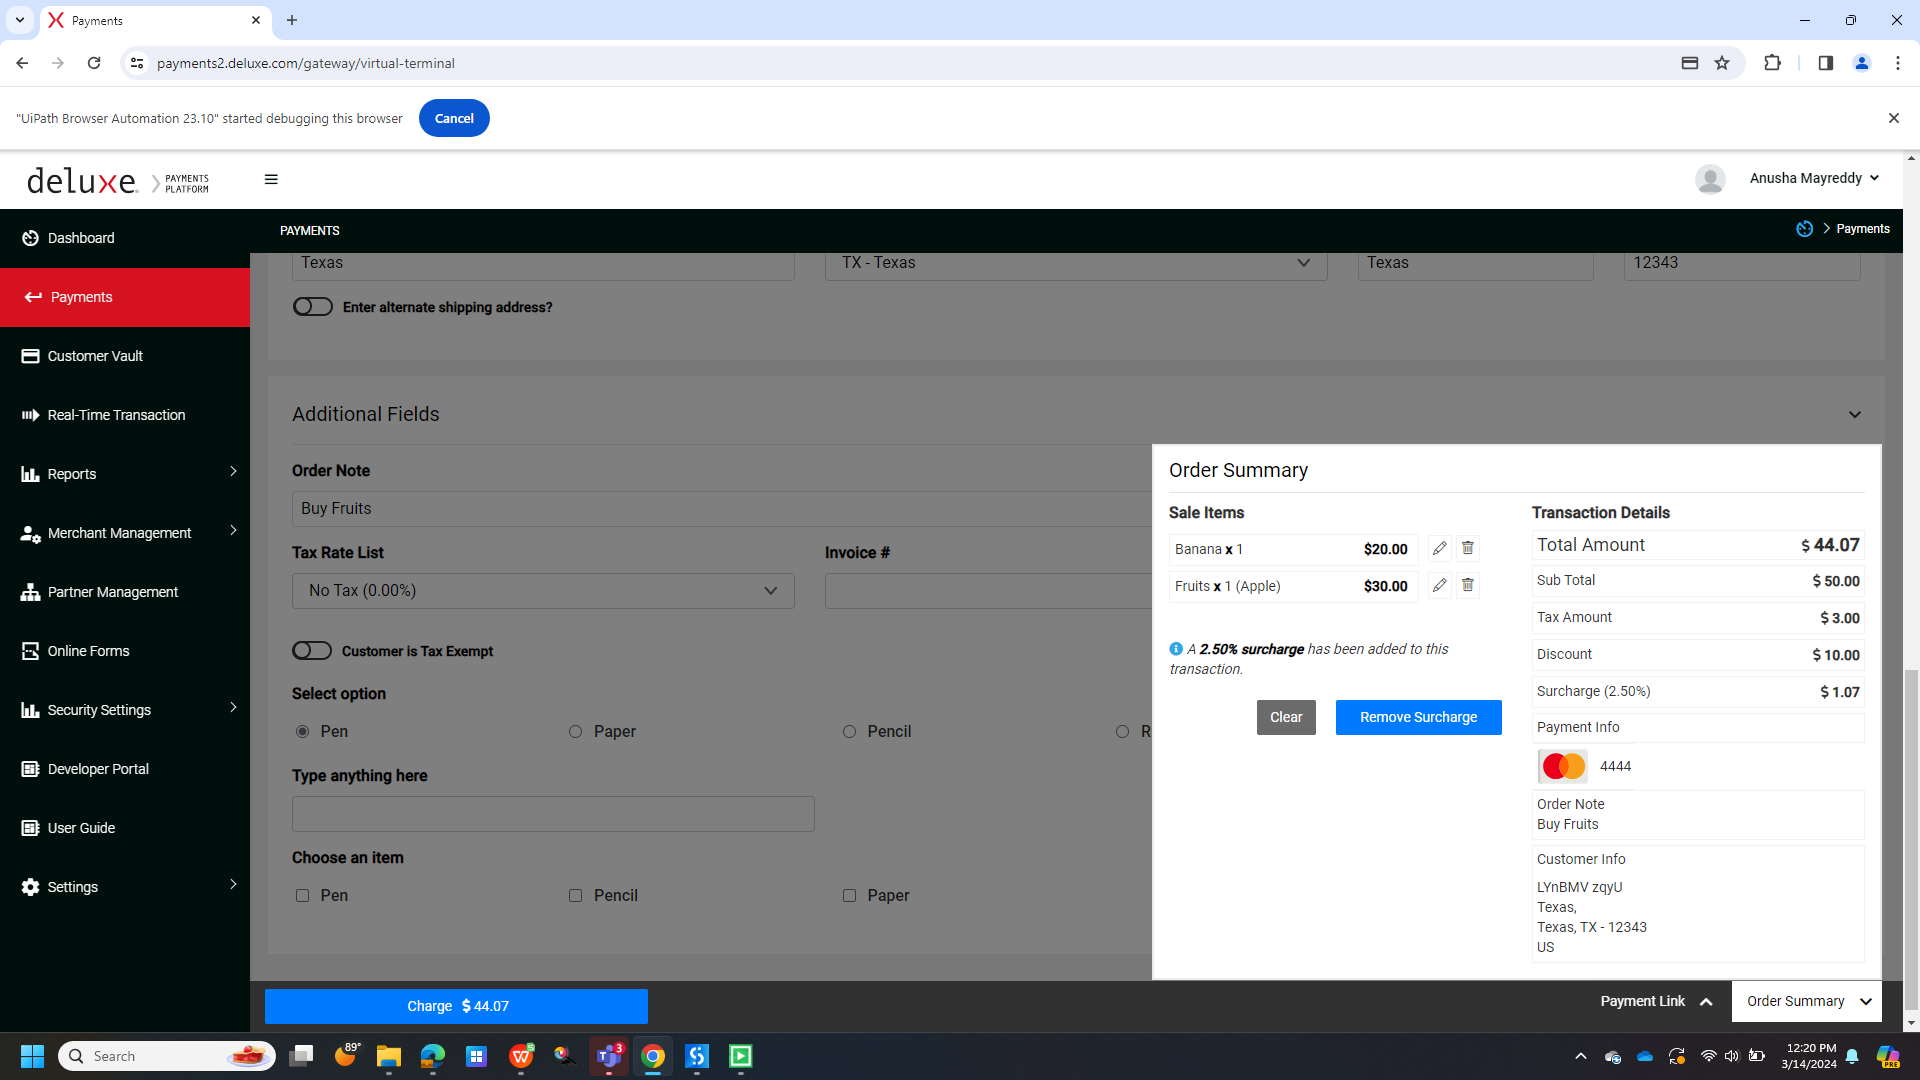 Payments
payments2.deluxe.com/gateway/virtual-terminal
"UiPath Browser Automation 23.10" started debugging this browser
Cancel
deluxe. PAYMENTS PLATFORM
Anusha Mayreddy
PAYMENTS
Payments
Dashboard
Payments
Customer Vault
Real-Time Transaction
Reports
Merchant Management
Partner Management
Online Forms
Security Settings
Developer Portal
User Guide
Settings
Texas
TX - Texas
Texas
12343
Enter alternate shipping address?
Additional Fields
Order Note
Buy Fruits
Tax Rate List
Invoice #
No Tax (0.00%)
Customer is Tax Exempt
Select option
Pen
Paper
Pencil
R
Type anything here
Choose an item
Pen
Pencil
Paper
Order Summary
Sale Items
Banana x 1 $20.00
Fruits x 1 (Apple) $30.00
A 2.50% surcharge has been added to this
transaction.
Clear
Remove Surcharge
Transaction Details
Total Amount $ 44.07
Sub Total $ 50.00
Tax Amount $ 3.00
Discount $ 10.00
Surcharge (2.50%) $ 1.07
Payment Info
4444
Order Note
Buy Fruits
Customer Info
LYnBMV zqyU
Texas,
Texas, TX - 12343
US
Charge $ 44.07
Payment Link
Order Summary
Search
89°
3
12:20 PM
3/14/2024
PRE